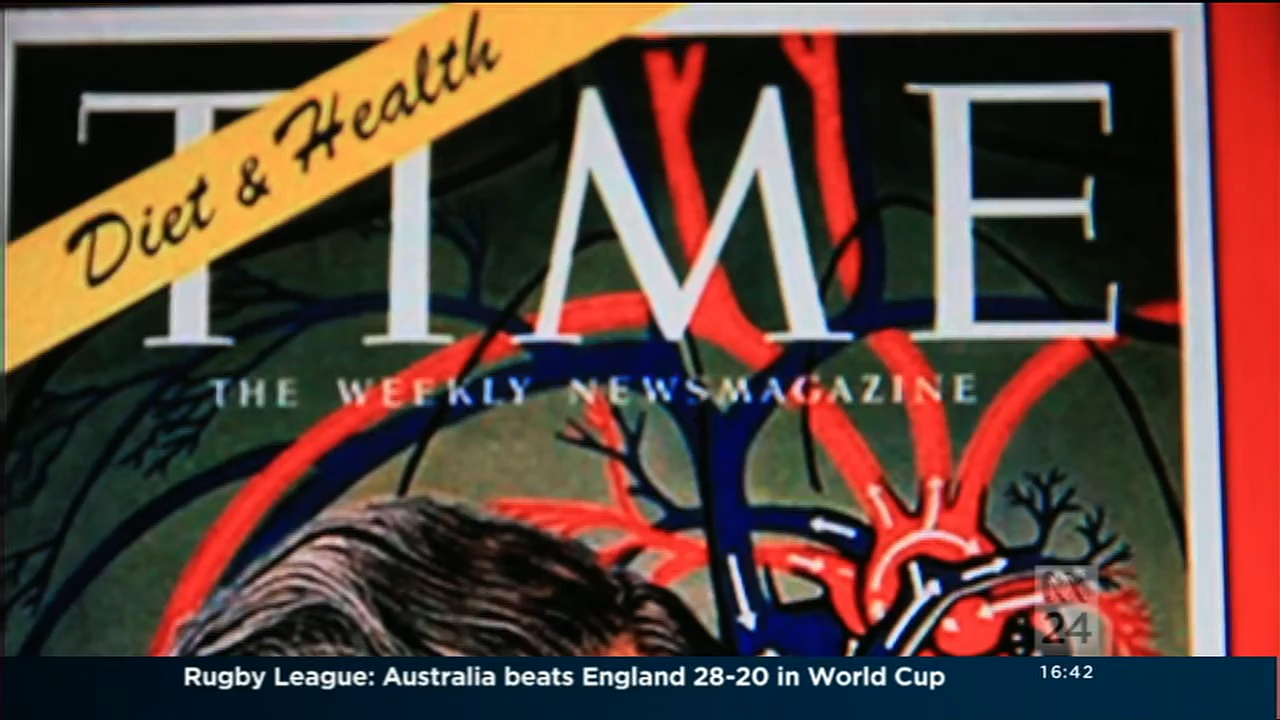 Diet & Health
TIME
THE WEEKLY NEWSMAGAZINE
24
Rugby League: Australia beats England 28-20 in World Cup
16:42